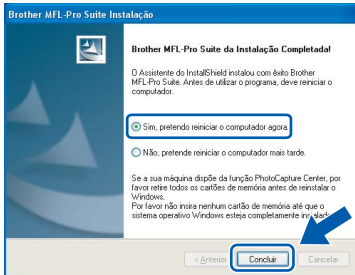 Brother MFL-Pro Suite Instalação
Brother MFL-Pro Suite da Instalação Completada!
O Assistente do InstallShield instalou com êxito Brother
MFL-Pro Suite. Antes de utilizar o programa, deve reiniciar o
computador.
Sim, pretendo reiniciar o computador agora.
Não, pretende reiniciar o computador mais tarde.
Se a sua máquina dispõe da função PhotoCapture Center, por
favor retire todos os cartões de memória antes de reinstalar o
Windows.
Por favor não insira nenhum cartão de memória até que o
sistema operativo Windows esteja completamente
< Anterior
Concluir
Cancelar